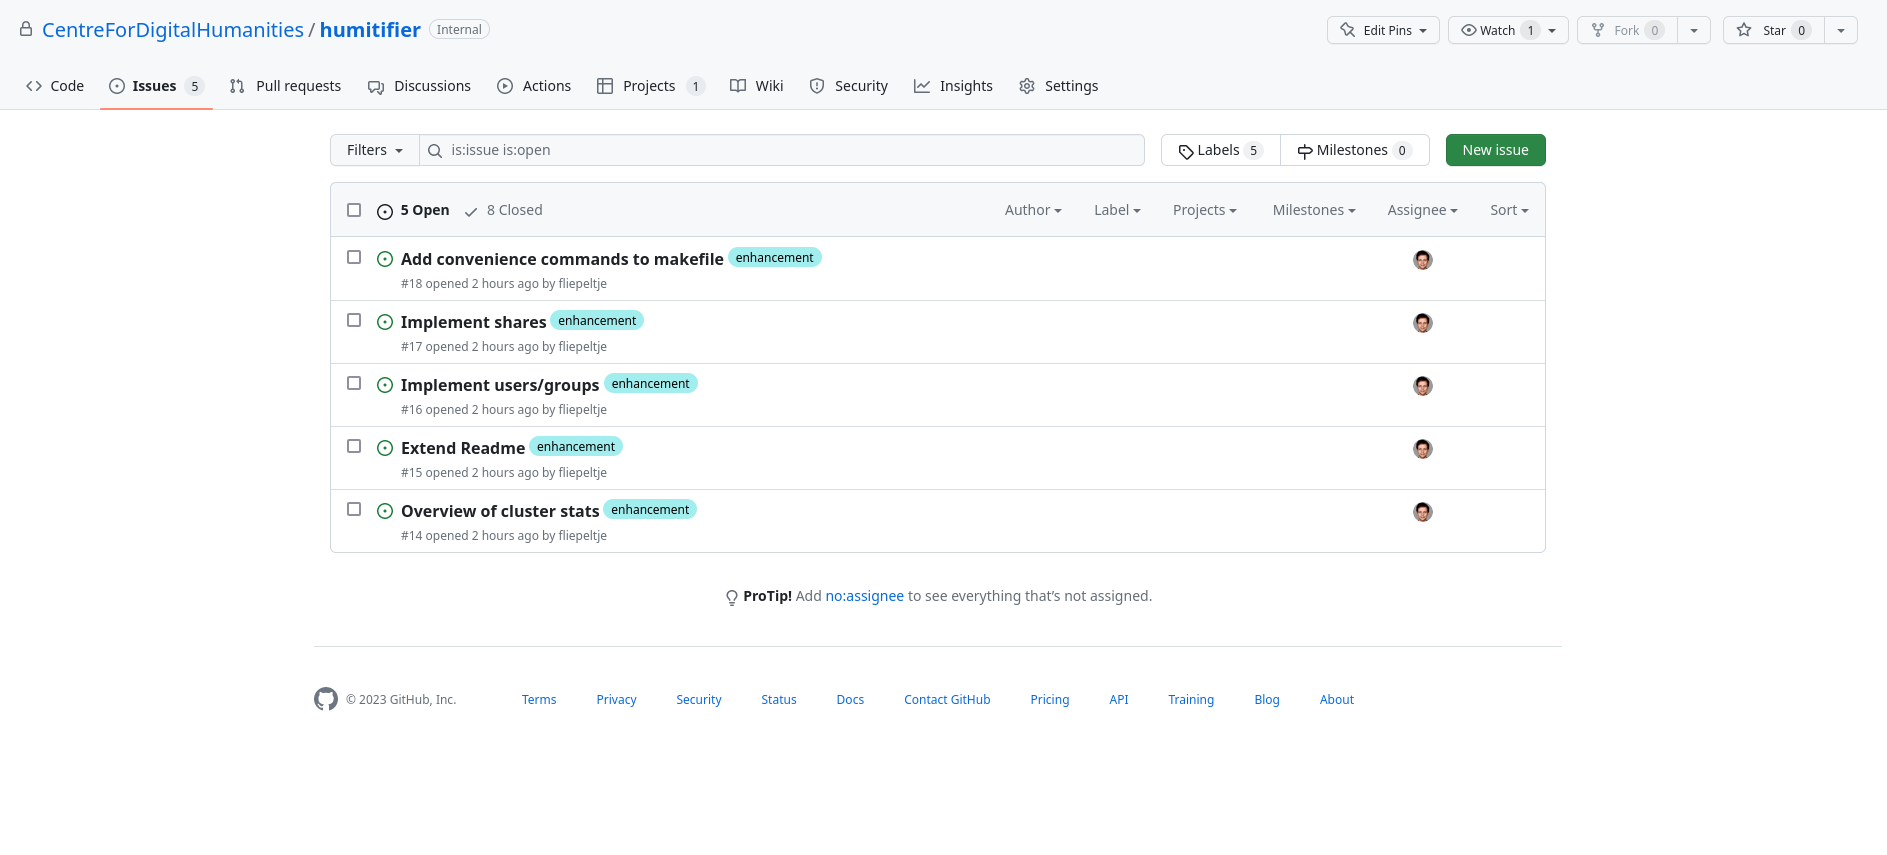 CentreForDigitalHumanities / humitifier Internal Edit Pins Watch 1 Fork 0 Star 0
Code Issues 5 Pull requests Discussions Actions Projects 1 Wiki Security Insights Settings
Filters is:issue is:open Labels 5 Milestones 0 New issue
5 Open 8 Closed Author Label Projects Milestones Assignee Sort
Add convenience commands to makefile enhancement
#18 opened 2 hours ago by fliepeltje
Implement shares enhancement
#17 opened 2 hours ago by fliepeltje
Implement users/groups enhancement
#16 opened 2 hours ago by fliepeltje
Extend Readme enhancement
#15 opened 2 hours ago by fliepeltje
Overview of cluster stats enhancement
#14 opened 2 hours ago by fliepeltje
ProTip! Add no:assignee to see everything that’s not assigned.
© 2023 GitHub, Inc. Terms Privacy Security Status Docs Contact GitHub Pricing API Training Blog About